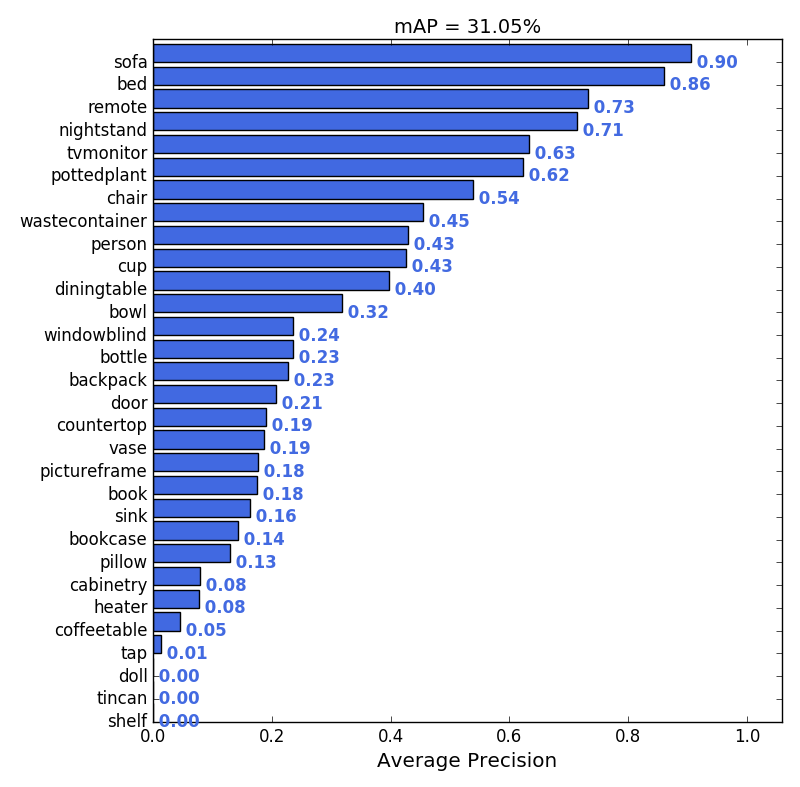 mAP = 31.05%
sofa 0.90
bed 0.86
remote 0.73
nightstand 0.71
tvmonitor 0.63
pottedplant 0.62
chair 0.54
wastecontainer 0.45
person 0.43
cup 0.43
diningtable 0.40
bowl 0.32
windowblind 0.24
bottle 0.23
backpack 0.23
door 0.21
countertop 0.19
vase 0.19
pictureframe 0.18
book 0.18
sink 0.16
bookcase 0.14
pillow 0.13
cabinetry 0.08
heater 0.08
coffeetable 0.05
tap 0.01
doll 0.00
tincan 0.00
shelf 0.00
0.0 0.2 0.4 0.6 0.8 1.0
Average Precision